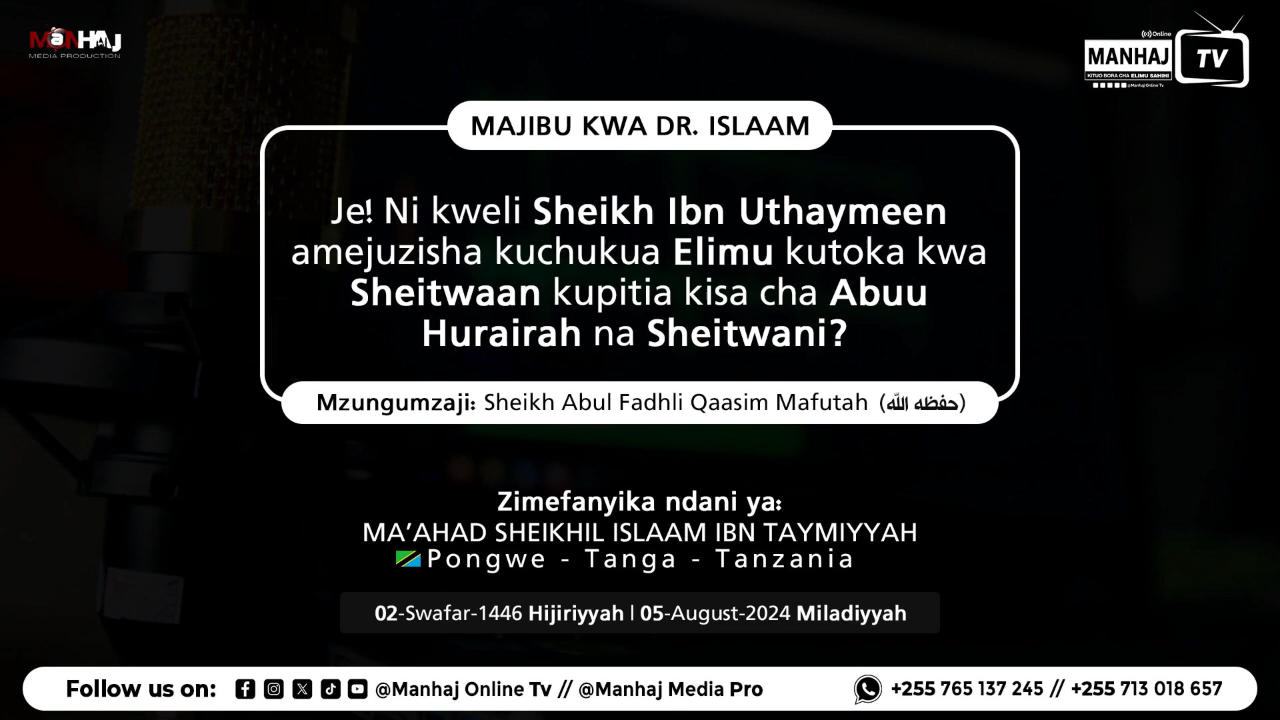 MANHAJ
MEDIA PRODUCTION
Online
MANHAJ
TV
KITUO BORA CHA ELIMU SAHIHI
@Manhaj Online Tv
MAJIBU KWA DR. ISLAAM
Je! Ni kweli Sheikh Ibn Uthaymeen
amejuzisha kuchukua Elimu kutoka kwa
Sheitwaan kupitia kisa cha Abuu
Hurairah na Sheitwani?
Mzungumzaji: Sheikh Abul Fadhli Qaasim Mafutah (حفظه الله)
Zimefanyika ndani ya:
MA’AHAD SHEIKHIL ISLAAM IBN TAYMIYYAH
Pongwe - Tanga - Tanzania
02-Swafar-1446 Hijiriyyah | 05-August-2024 Miladiyyah
Follow us on: @Manhaj Online Tv // @Manhaj Media Pro +255 765 137 245 // +255 713 018 657